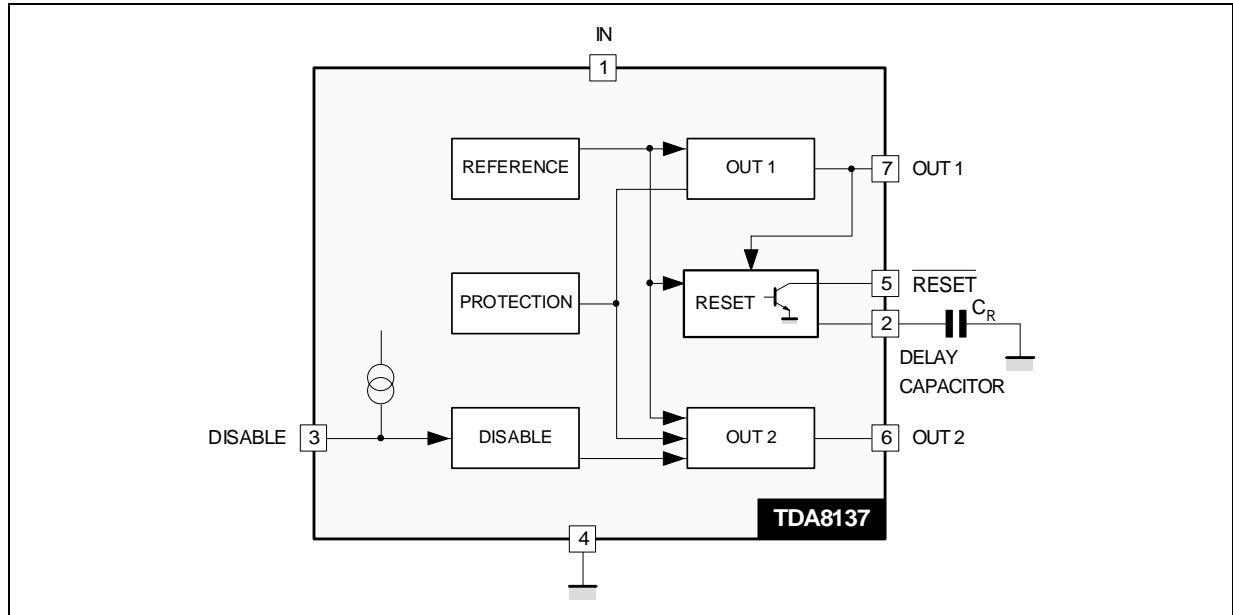 IN
1
REFERENCE
OUT 1
7 OUT 1
PROTECTION
RESET
5 RESET
2 CR
DELAY
CAPACITOR
DISABLE 3
DISABLE
OUT 2
6 OUT 2
TDA8137
4